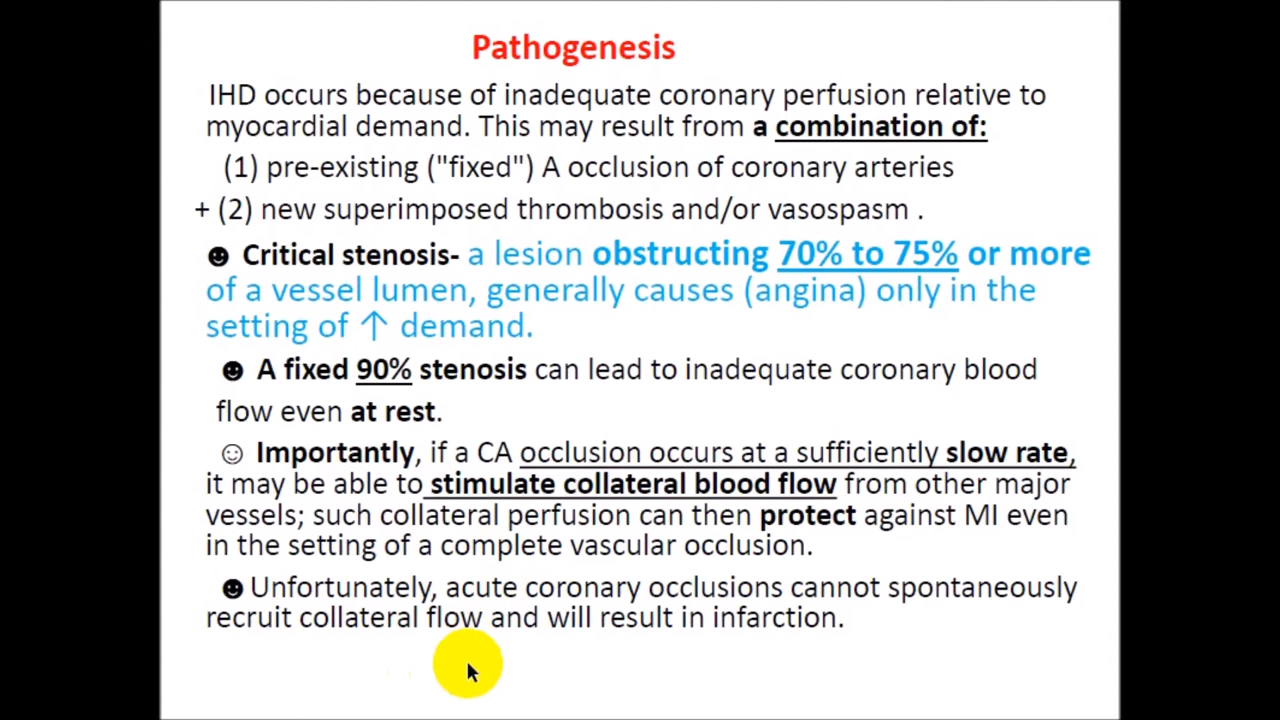 Pathogenesis
IHD occurs because of inadequate coronary perfusion relative to
myocardial demand. This may result from a combination of:
(1) pre-existing ("fixed") A occlusion of coronary arteries
+ (2) new superimposed thrombosis and/or vasospasm .
☻ Critical stenosis- a lesion obstructing 70% to 75% or more
of a vessel lumen, generally causes (angina) only in the
setting of ↑ demand.
☻ A fixed 90% stenosis can lead to inadequate coronary blood
flow even at rest.
☺ Importantly, if a CA occlusion occurs at a sufficiently slow rate,
it may be able to stimulate collateral blood flow from other major
vessels; such collateral perfusion can then protect against MI even
in the setting of a complete vascular occlusion.
☻Unfortunately, acute coronary occlusions cannot spontaneously
recruit collateral flow and will result in infarction.